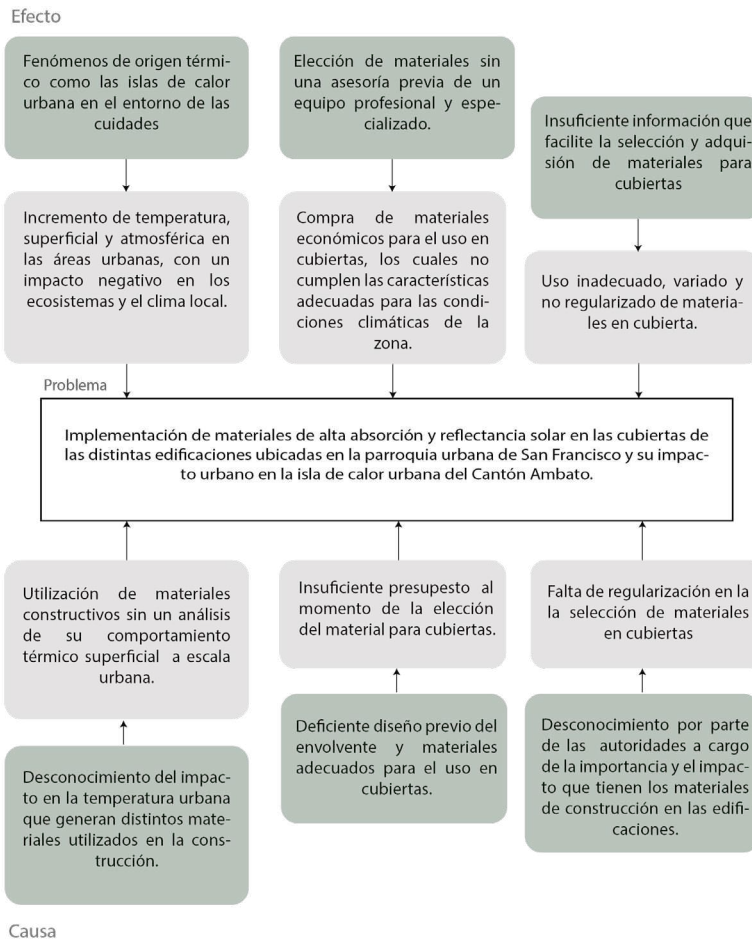 Efecto
Fenómenos de origen térmi-
co como las islas de calor
urbana en el entorno de las
cuidades
Elección de materiales sin
una asesoría previa de un
equipo profesional y espe-
cializado.
Insuficiente información que
facilite la selección y adqui-
sión de materiales para
cubiertas
Incremento de temperatura,
superficial y atmosférica en
las áreas urbanas, con un
impacto negativo en los
ecosistemas y el clima local.
Compra de materiales
económicos para el uso en
cubiertas, los cuales no
cumplen las características
adecuadas para las condi-
ciones climáticas de la
zona.
Uso inadecuado, variado y
no regularizado de materia-
les en cubierta.
Problema
Implementación de materiales de alta absorción y reflectancia solar en las cubiertas de
las distintas edificaciones ubicadas en la parroquia urbana de San Francisco y su impac-
to urbano en la isla de calor urbana del Cantón Ambato.
Utilización de materiales
constructivos sin un análisis
de su comportamiento
térmico superficial a escala
urbana.
Insuficiente presupesto al
momento de la elección
del material para cubiertas.
Falta de regularización en la
la selección de materiales
en cubiertas
Desconocimiento del impac-
to en la temperatura urbana
que generan distintos mate-
riales utilizados en la cons-
trucción.
Deficiente diseño previo del
envolvente y materiales
adecuados para el uso en
cubiertas.
Desconocimiento por parte
de las autoridades a cargo
de la importancia y el impac-
to que tienen los materiales
de construcción en las edifi-
caciones.
Causa